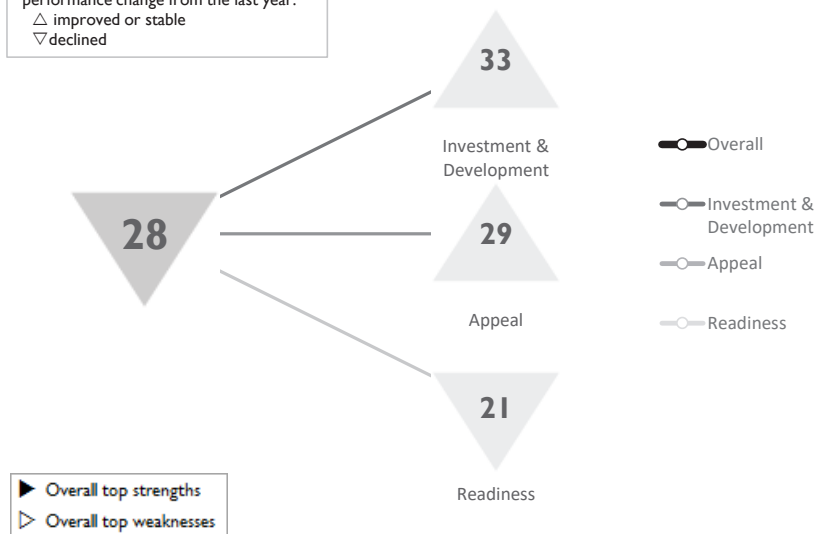 performance change from the last year:
△ improved or stable
▽ declined
33
Investment &
Development
28
29
Appeal
21
Readiness
Overall
Investment &
Development
Appeal
Readiness
▶ Overall top strengths
▷ Overall top weaknesses